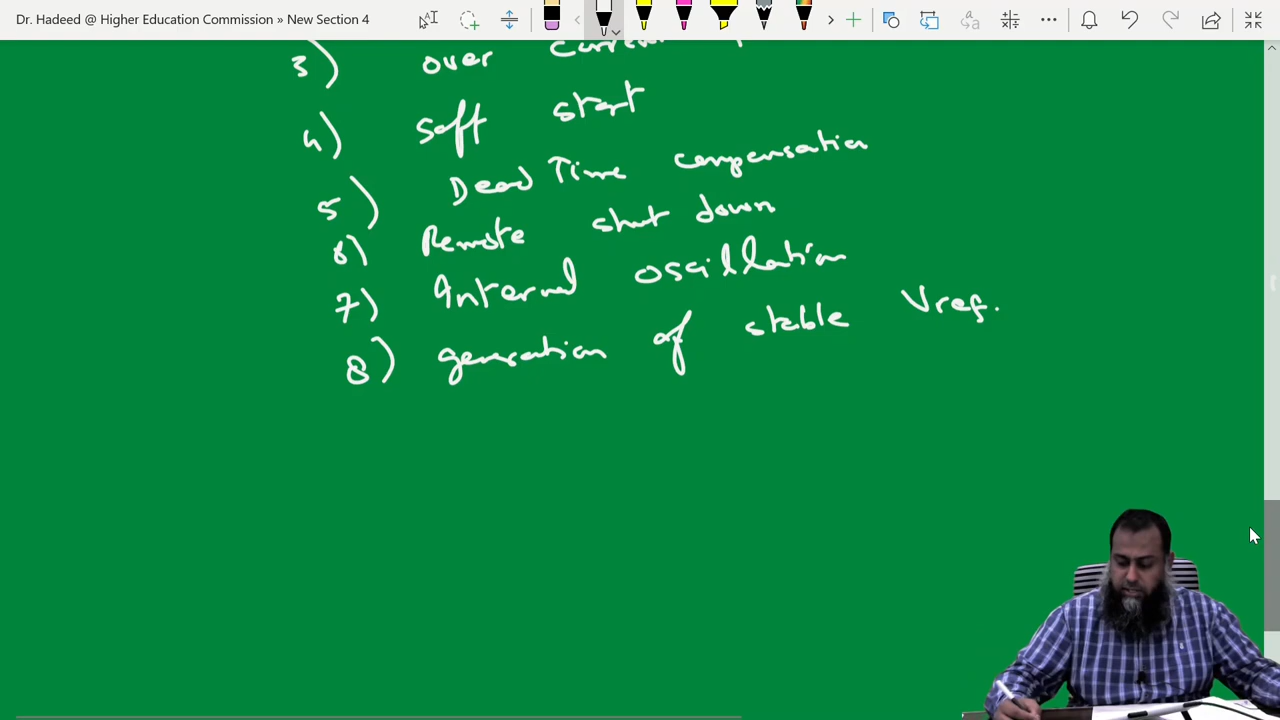 Dr. Hadeed @ Higher Education Commission » New Section 4
3) over
4) Soft start
5) Dead Time compensation
6) Remote shut down
7) Internal oscillation
8) generation of stable Vref.